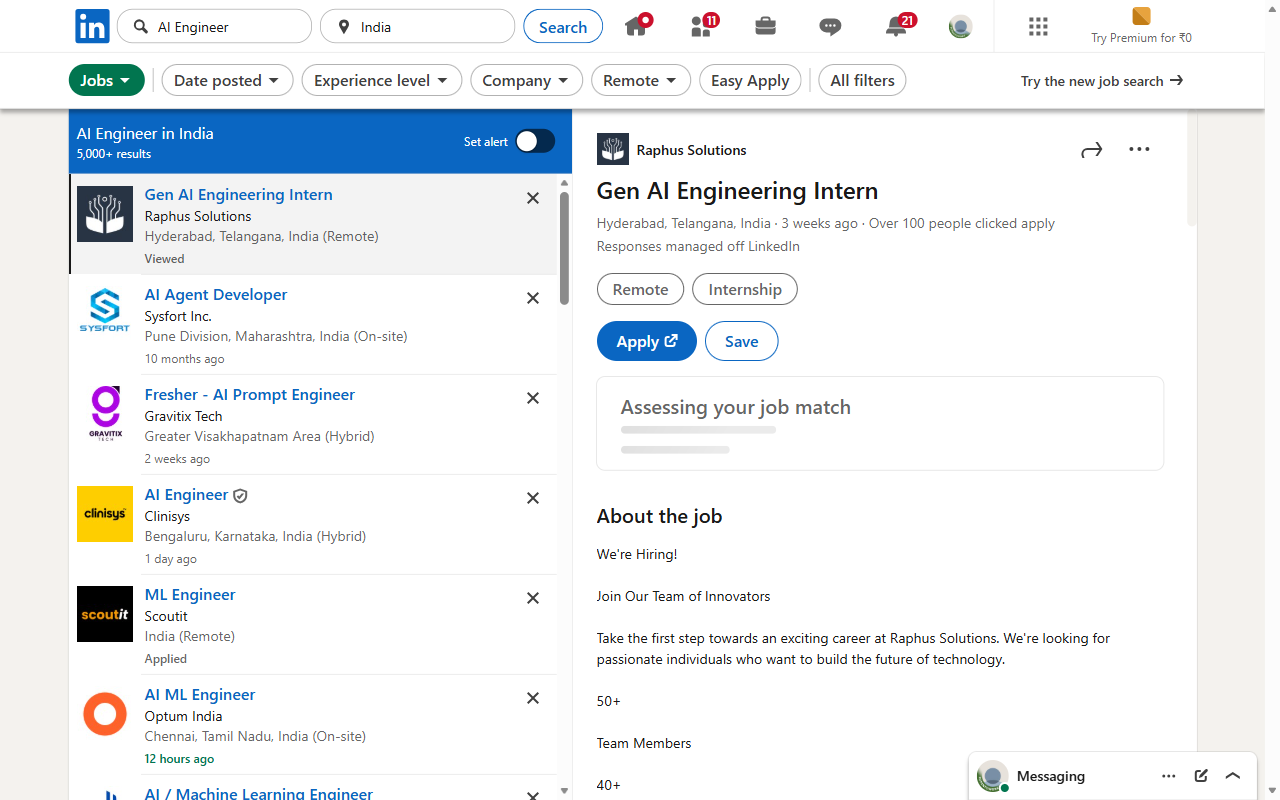 in
AI Engineer
India
Search
11
21
Try Premium for ₹0
Jobs
Date posted
Experience level
Company
Remote
Easy Apply
All filters
Try the new job search
AI Engineer in India
5,000+ results
Set alert
Gen AI Engineering Intern
Raphus Solutions
Hyderabad, Telangana, India (Remote)
Viewed
SYSFORT
AI Agent Developer
Sysfort Inc.
Pune Division, Maharashtra, India (On-site)
10 months ago
GRAVITIX
TECH
Fresher - AI Prompt Engineer
Gravitix Tech
Greater Visakhapatnam Area (Hybrid)
2 weeks ago
clinisys
AI Engineer
Clinisys
Bengaluru, Karnataka, India (Hybrid)
1 day ago
scoutit
ML Engineer
Scoutit
India (Remote)
Applied
AI ML Engineer
Optum India
Chennai, Tamil Nadu, India (On-site)
12 hours ago
AI / Machine Learning Engineer
Raphus Solutions
Gen AI Engineering Intern
Hyderabad, Telangana, India · 3 weeks ago · Over 100 people clicked apply
Responses managed off LinkedIn
Remote
Internship
Apply
Save
Assessing your job match
About the job
We're Hiring!
Join Our Team of Innovators
Take the first step towards an exciting career at Raphus Solutions. We're looking for
passionate individuals who want to build the future of technology.
50+
Team Members
40+
Messaging